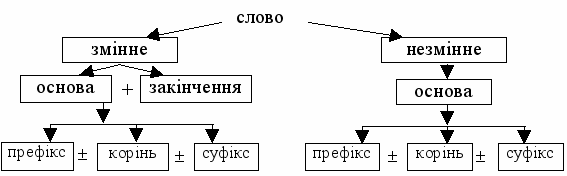 слово
змінне незмінне
основа + закінчення основа
префікс ± корінь ± суфікс префікс ± корінь ± суфікс